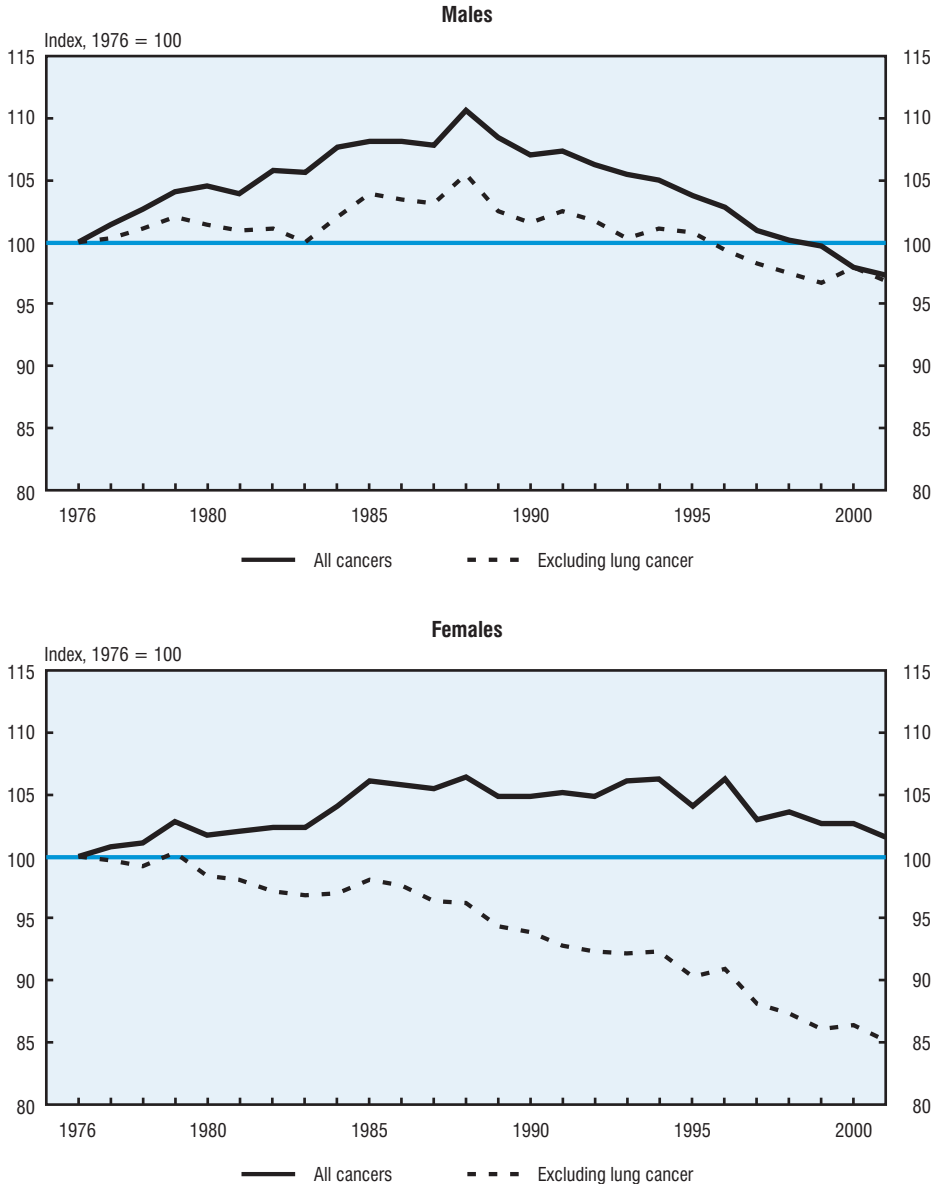 Males
Index, 1976 = 100
115 115
110 110
105 105
100 100
95 95
90 90
85 85
80 80
1976 1980 1985 1990 1995 2000
All cancers Excluding lung cancer
Females
Index, 1976 = 100
115 115
110 110
105 105
100 100
95 95
90 90
85 85
80 80
1976 1980 1985 1990 1995 2000
All cancers Excluding lung cancer